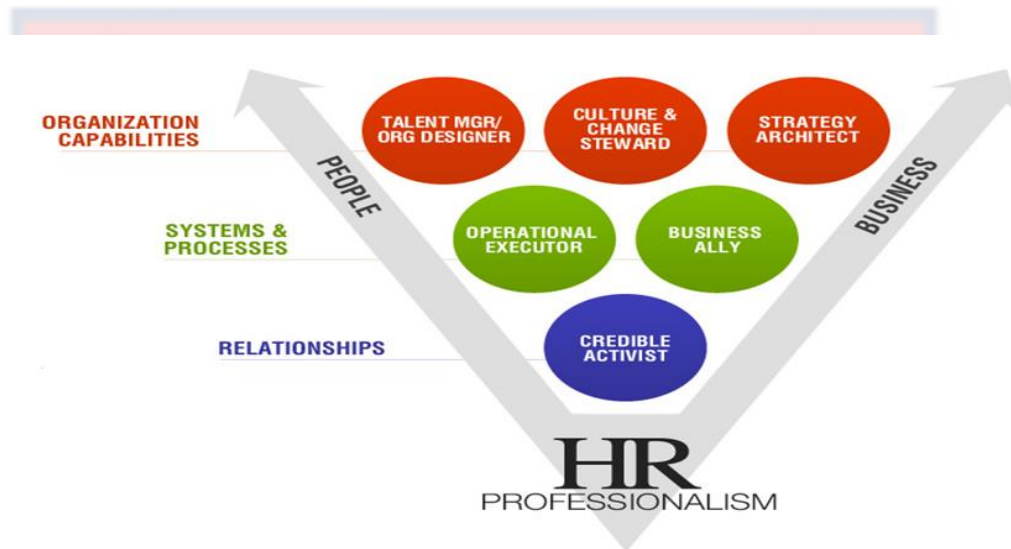 ORGANIZATION
CAPABILITIES
TALENT MGR/
ORG DESIGNER
CULTURE &
CHANGE
STEWARD
STRATEGY
ARCHITECT
PEOPLE
BUSINESS
SYSTEMS &
PROCESSES
OPERATIONAL
EXECUTOR
BUSINESS
ALLY
RELATIONSHIPS
CREDIBLE
ACTIVIST
HR
PROFESSIONALISM